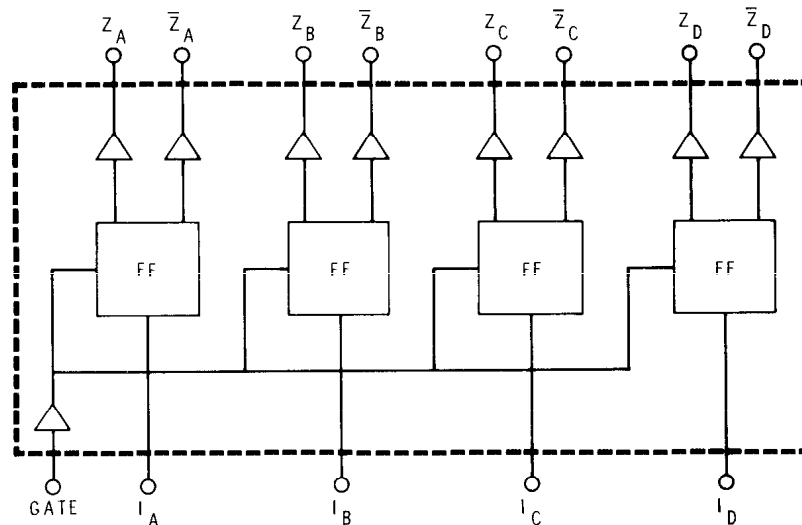 Z_A Z̅_A Z_B Z̅_B Z_C Z̅_C Z_D Z̅_D
FF FF FF FF
GATE I_A I_B I_C I_D